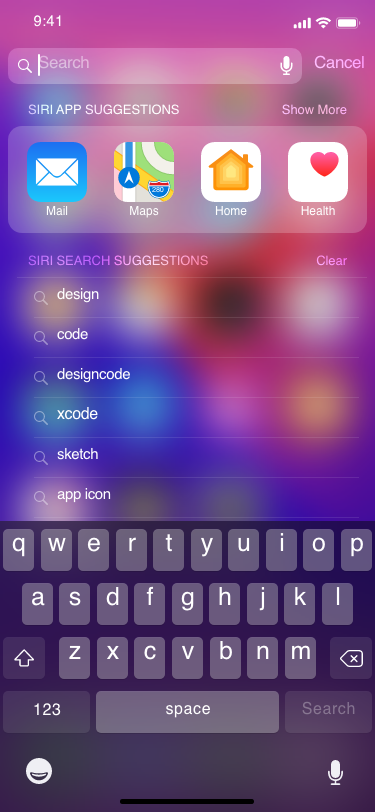 9:41
Search Cancel
SIRI APP SUGGESTIONS Show More
280
Mail Maps Home Health
SIRI SEARCH SUGGESTIONS Clear
design
code
designcode
xcode
sketch
app icon
q w e r t y u i o p
a s d f g h j k l
z x c v b n m
123 space Search